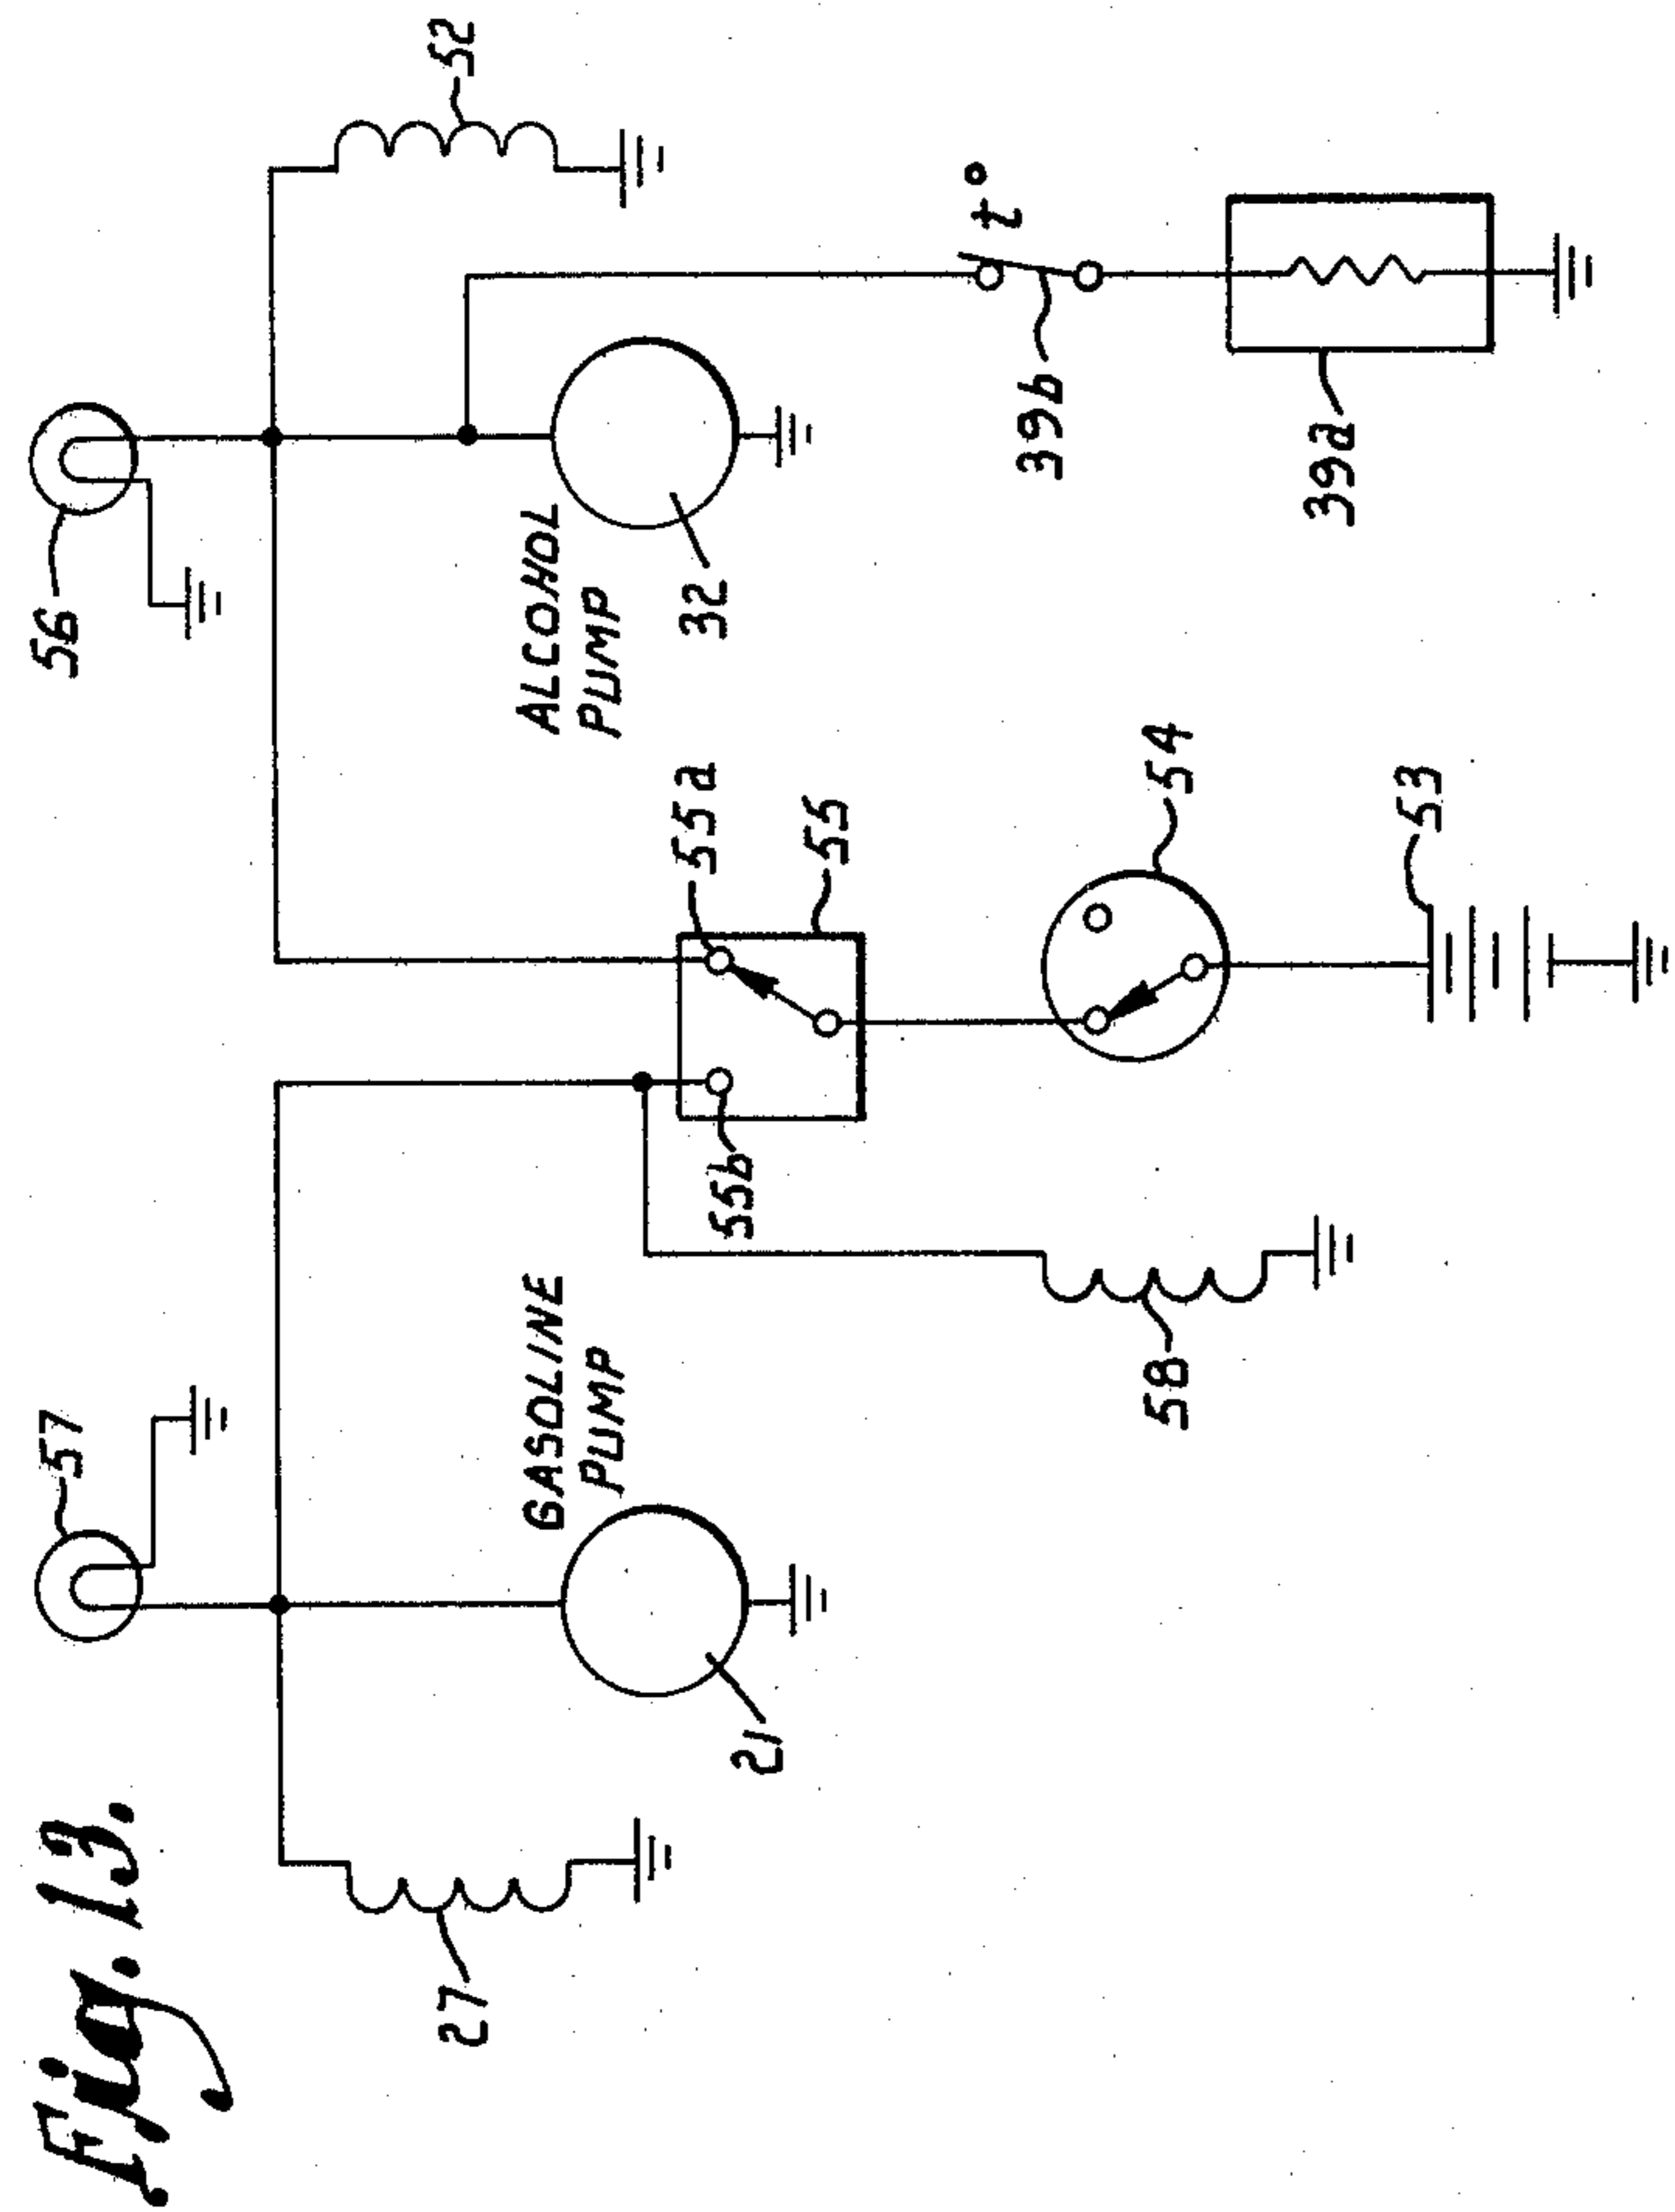 Fig. 13.
57
56
27
GASOLINE
PUMP
21
ALCOHOL
PUMP
32
52
55a
55b
55
58
54
53
39b
t°
39a